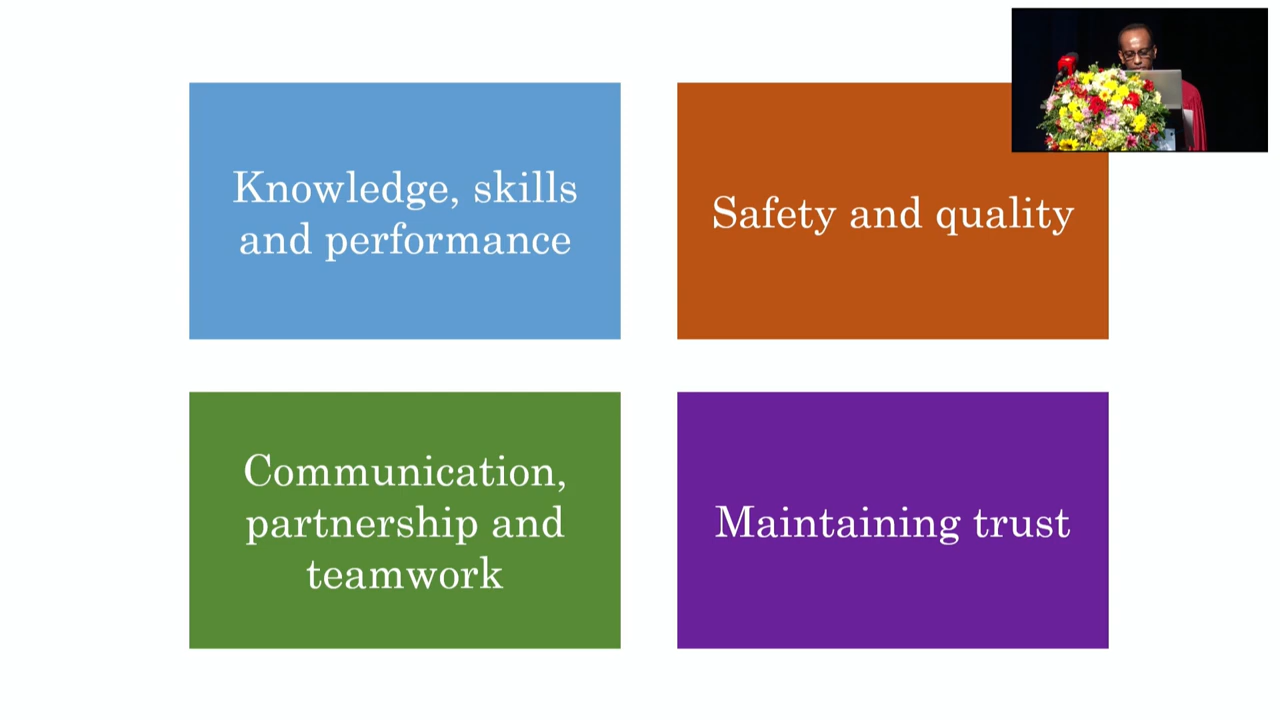 Knowledge, skills
and performance
Safety and quality
Communication,
partnership and
teamwork
Maintaining trust